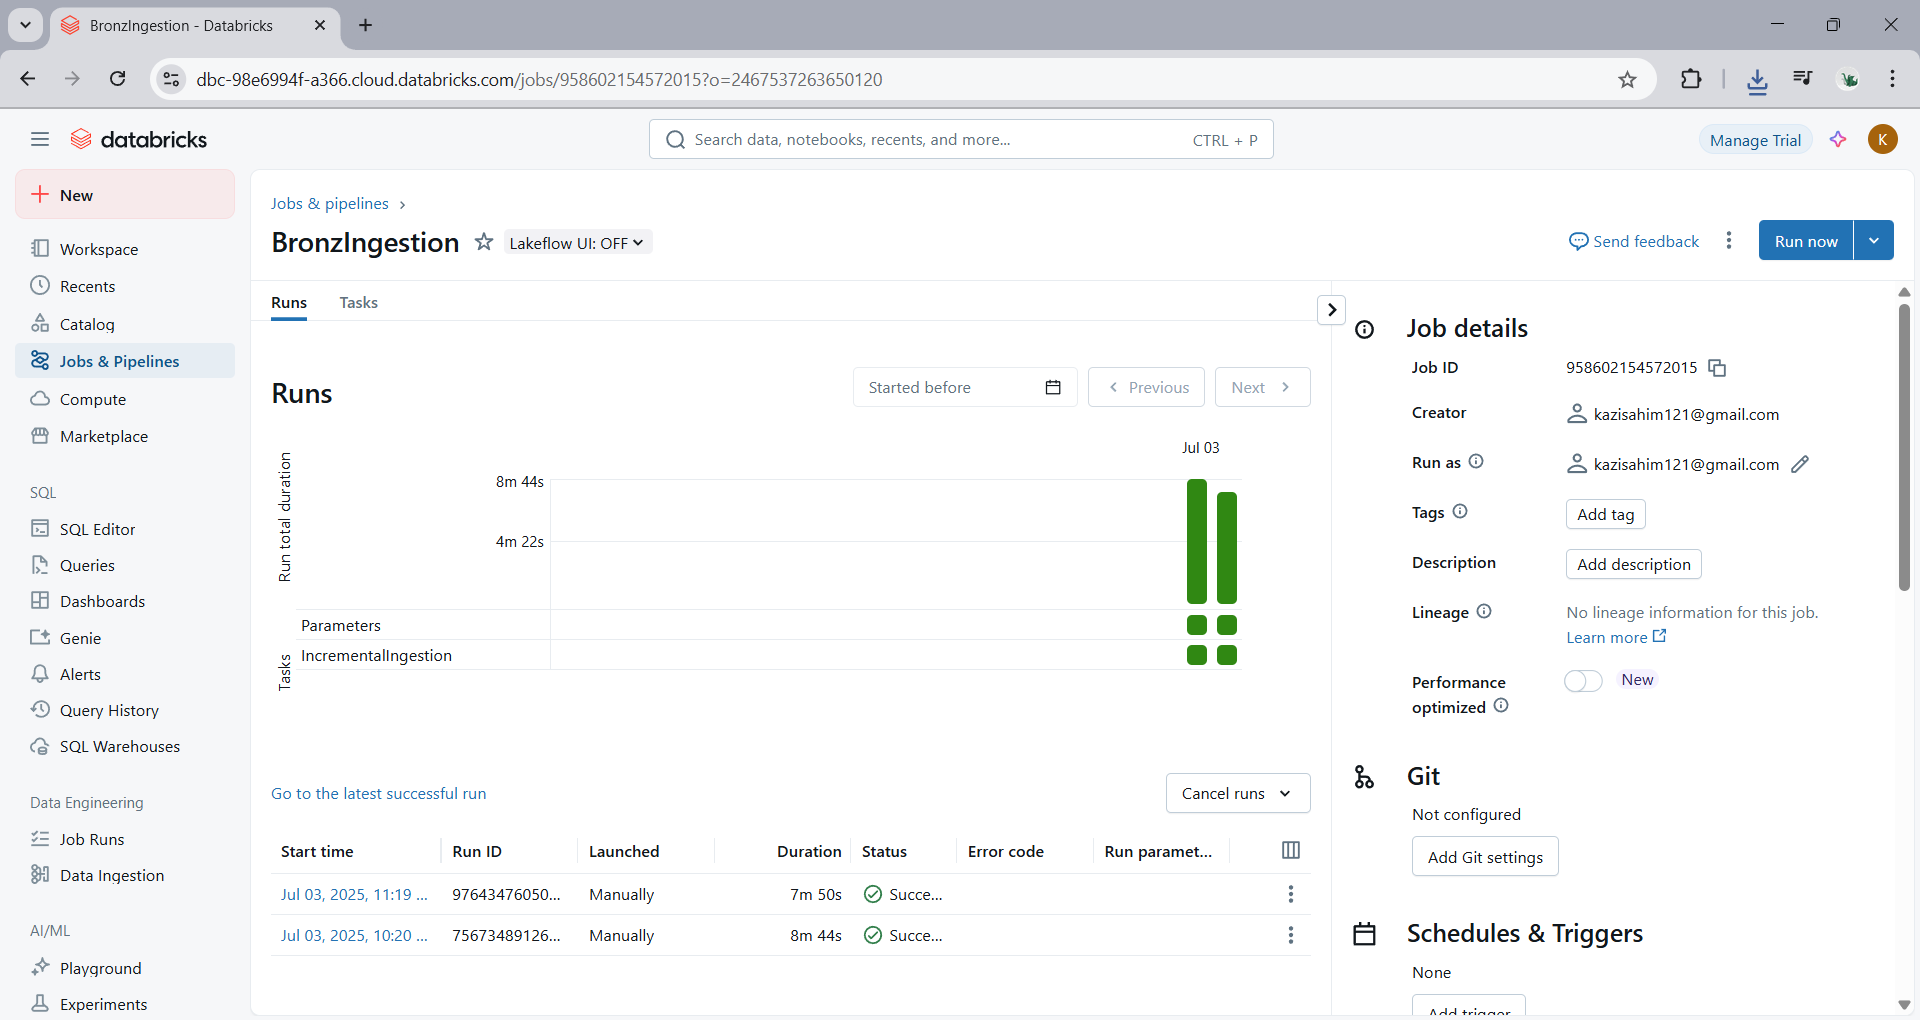 BronzIngestion - Databricks
dbc-98e6994f-a366.cloud.databricks.com/jobs/958602154572015?o=2467537263650120
databricks
Search data, notebooks, recents, and more...
CTRL + P
Manage Trial
K
New
Workspace
Recents
Catalog
Jobs & Pipelines
Compute
Marketplace
SQL
SQL Editor
Queries
Dashboards
Genie
Alerts
Query History
SQL Warehouses
Data Engineering
Job Runs
Data Ingestion
AI/ML
Playground
Experiments
Jobs & pipelines
BronzIngestion
Lakeflow UI: OFF
Send feedback
Run now
Runs
Tasks
Runs
Started before
Previous
Next
Jul 03
Run total duration
8m 44s
4m 22s
Tasks
Parameters
IncrementalIngestion
Go to the latest successful run
Cancel runs
Start time Run ID Launched Duration Status Error code Run paramet...
Jul 03, 2025, 11:19 ... 97643476050... Manually 7m 50s Succe...
Jul 03, 2025, 10:20 ... 75673489126... Manually 8m 44s Succe...
Job details
Job ID 958602154572015
Creator kazisahim121@gmail.com
Run as kazisahim121@gmail.com
Tags Add tag
Description Add description
Lineage No lineage information for this job.
Learn more
Performance optimized New
Git
Not configured
Add Git settings
Schedules & Triggers
None
Add trigger